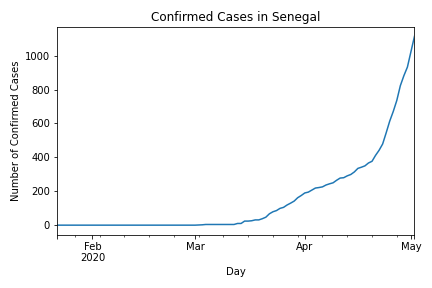 Confirmed Cases in Senegal
Number of Confirmed Cases
1000
800
600
400
200
0
Feb
2020
Mar
Apr
May
Day